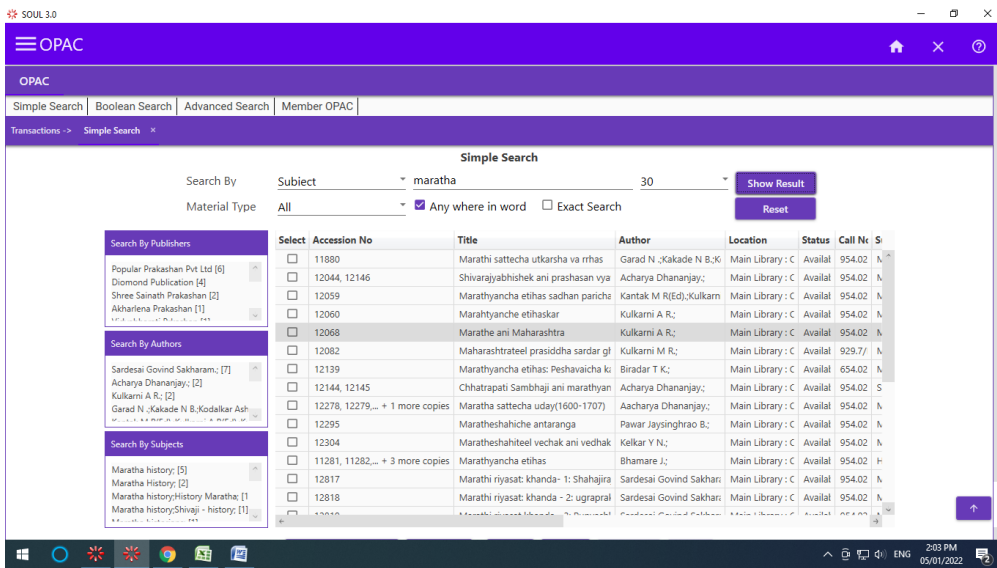 SOUL 3.0
OPAC
OPAC
Simple Search Boolean Search Advanced Search Member OPAC
Transactions -> Simple Search ×
Simple Search
Search By Subject maratha 30 Show Result
Material Type All Any where in word Exact Search Reset
Search By Publishers
Popular Prakashan Pvt Ltd [6]
Diomond Publication [4]
Shree Sainath Prakashan [2]
Akharlena Prakashan [1]
Search By Authors
Sardesai Govind Sakharam.; [7]
Acharya Dhananjay.; [2]
Kulkarni A R.; [2]
Garad N .;Kakade N B.;Kodalkar Ash
Search By Subjects
Maratha history; [5]
Maratha History; [2]
Maratha history;History Maratha; [1
Maratha history;Shivaji - history; [1]
Select Accession No Title Author Location Status Call Nc
11880 Marathi sattecha utkarsha va rrhas Garad N .;Kakade N B.;K Main Library : C Availal 954.02
12044, 12146 Shivarajyabhishek ani prashasan vya Acharya Dhananjay.; Main Library : C Availal 954.02
12059 Marathyancha etihas sadhan paricha Kantak M R(Ed).;Kulkarn Main Library : C Availal 954.02
12060 Marahtyanche etihaskar Kulkarni A R.; Main Library : C Availal 954.02
12068 Marathe ani Maharashtra Kulkarni A R.; Main Library : C Availal 954.02
12082 Maharashtrateel prasiddha sardar gh Kulkarni M R.; Main Library : C Availal 929.7/
12139 Marathyancha etihas: Peshavaicha ka Biradar T K.; Main Library : C Availal 654.02
12144, 12145 Chhatrapati Sambhaji ani marathyan Acharya Dhananjay.; Main Library : C Availal 954.02 S
12278, 12279,... + 1 more copies Maratha sattecha uday(1600-1707) Aacharya Dhananjay.; Main Library : C Availal 954.02
12295 Maratheshahiche antaranga Pawar Jaysinghrao B.; Main Library : C Availal 954.02
12304 Maratheshahiteel vechak ani vedhak Kelkar Y N.; Main Library : C Availal 954.02
11281, 11282,... + 3 more copies Marathyancha etihas Bhamare J.; Main Library : C Availal 954.02 H
12817 Marathi riyasat: khanda- 1: Shahajira Sardesai Govind Sakhara Main Library : C Availal 954.02
12818 Marathi riyasat: khanda - 2: ugraprak Sardesai Govind Sakhara Main Library : C Availal 954.02
ENG 2:03 PM
05/01/2022